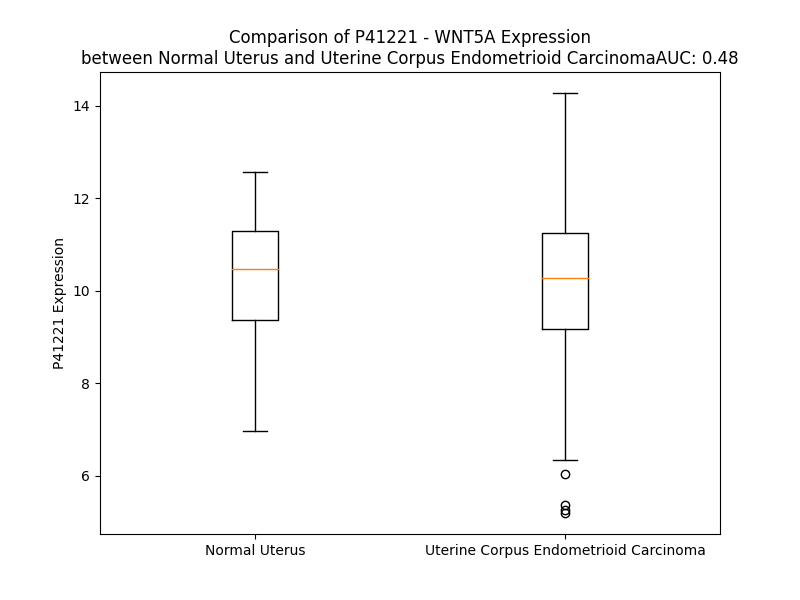 Comparison of P41221 - WNT5A Expression
between Normal Uterus and Uterine Corpus Endometrioid CarcinomaAUC: 0.48
14
12
10
8
6
P41221 Expression
Normal Uterus
Uterine Corpus Endometrioid Carcinoma